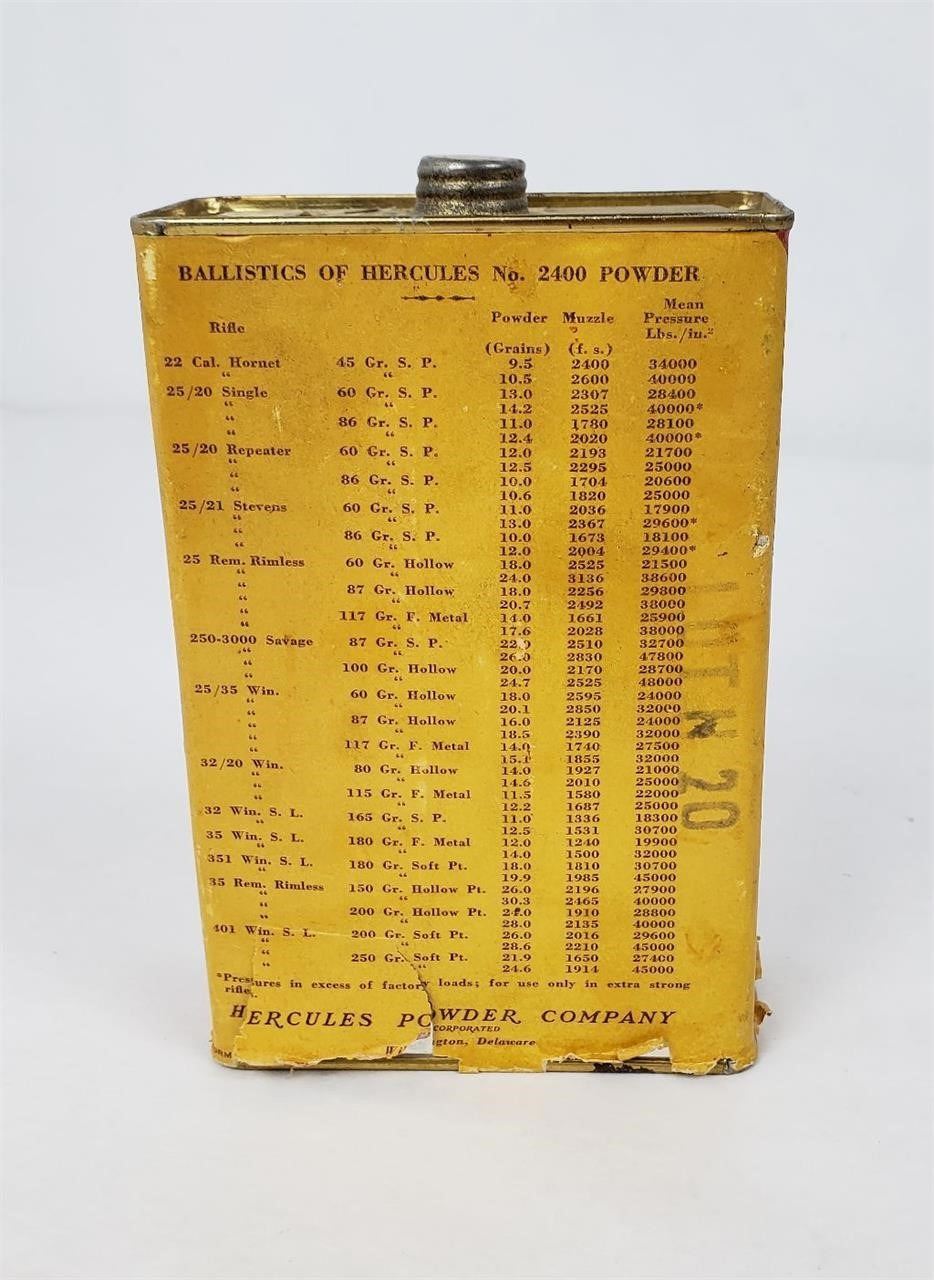 BALLISTICS OF HERCULES No. 2400 POWDER
Rifle Powder Muzzle Mean Pressure Lbs./in.²
(Grains) (f. s.)
22 Cal. Hornet 45 Gr. S. P. 9.5 2400 34000
“ “ 10.5 2600 40000
25/20 Single 60 Gr. S. P. 13.0 2307 28400
“ “ 14.2 2525 40000*
“ 86 Gr. S. P. 11.0 1780 28100
“ “ 12.4 2020 40000*
25/20 Repeater 60 Gr. S. P. 12.0 2193 21700
“ “ 12.5 2295 25000
“ 86 Gr. S. P. 10.0 1704 20600
“ “ 10.6 1820 25000
25/21 Stevens 60 Gr. S. P. 11.0 2036 17900
“ “ 13.0 2367 29600*
“ 86 Gr. S. P. 10.0 1673 18100
“ “ 12.0 2004 29400*
25 Rem. Rimless 60 Gr. Hollow 18.0 2525 21500
“ “ 24.0 3136 38600
“ 87 Gr. Hollow 18.0 2256 29800
“ “ 20.7 2492 38000
“ 117 Gr. F. Metal 14.0 1661 25900
“ “ 17.6 2028 38000
250-3000 Savage 87 Gr. S. P. 2510 32700
“ “ 26.0 2830 47800
“ 100 Gr. Hollow 20.0 2170 28700
“ “ 24.7 2525 48000
25/35 Win. 60 Gr. Hollow 18.0 2595 24000
“ “ 20.1 2850 32000
“ 87 Gr. Hollow 16.0 2125 24000
“ “ 18.5 2390 32000
“ 117 Gr. F. Metal 14.0 1740 27500
“ “ 15.1 1855 32000
32/20 Win. 80 Gr. Hollow 14.0 1927 21000
“ “ 14.6 2010 25000
“ 115 Gr. F. Metal 11.5 1580 22000
“ “ 12.2 1687 25000
32 Win. S. L. 165 Gr. S. P. 11.0 1336 18300
“ “ 12.5 1531 30700
35 Win. S. L. 180 Gr. F. Metal 12.0 1240 19900
“ “ 14.0 1500 32000
351 Win. S. L. 180 Gr. Soft Pt. 18.0 1810 30700
“ “ 19.9 1985 45000
35 Rem. Rimless 150 Gr. Hollow Pt. 26.0 2196 27900
“ “ 30.3 2465 40000
“ 200 Gr. Hollow Pt. 1910 28800
“ “ 28.0 2135 40000
401 Win. S. L. 200 Gr. Soft Pt. 26.0 2016 29600
“ “ 28.6 2210 45000
“ 250 Gr. Soft Pt. 21.9 1650 27400
“ “ 24.6 1914 45000
*Pressures in excess of factory loads; for use only in extra strong
rifles.
HERCULES POWDER COMPANY
CORPORATED
gton, Delaware
20